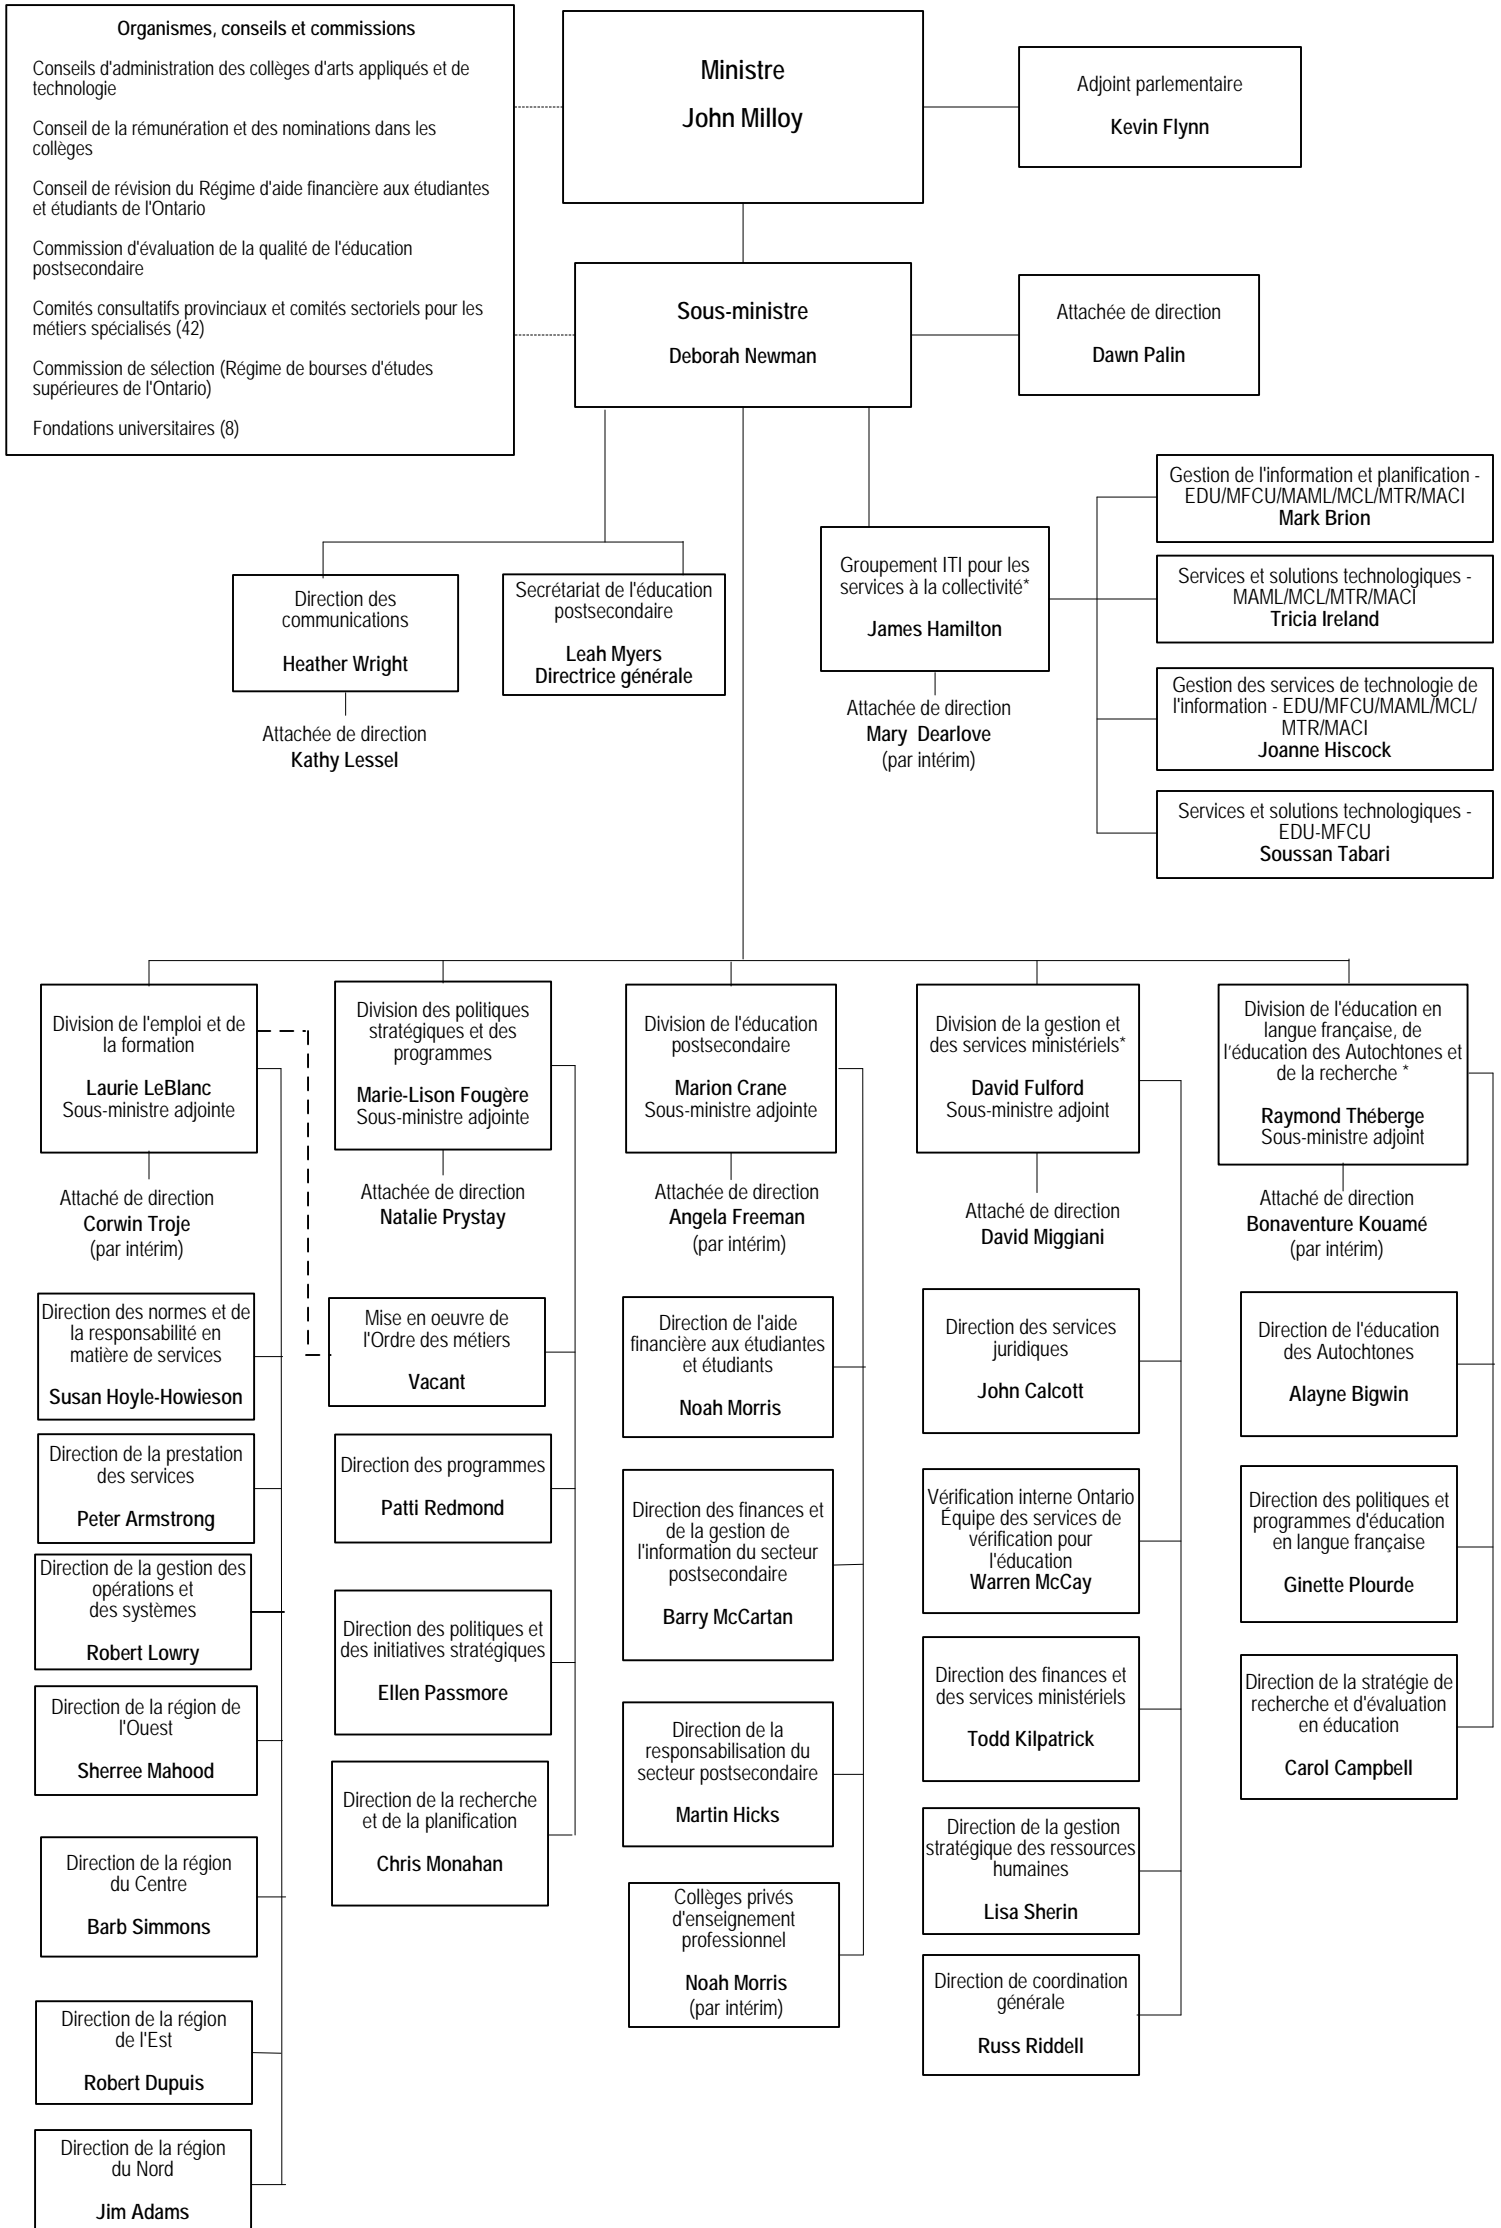 Organismes, conseils et commissions
Conseils d'administration des collèges d'arts appliqués et de
technologie
Conseil de la rémunération et des nominations dans les
collèges
Conseil de révision du Régime d'aide financière aux étudiantes
et étudiants de l'Ontario
Commission d'évaluation de la qualité de l'éducation
postsecondaire
Comités consultatifs provinciaux et comités sectoriels pour les
métiers spécialisés (42)
Commission de sélection (Régime de bourses d'études
supérieures de l'Ontario)
Fondations universitaires (8)
Ministre
John Milloy
Adjoint parlementaire
Kevin Flynn
Sous-ministre
Deborah Newman
Attachée de direction
Dawn Palin
Direction des
communications
Heather Wright
Attachée de direction
Kathy Lessel
Secrétariat de l'éducation
postsecondaire
Leah Myers
Directrice générale
Groupement ITI pour les
services à la collectivité*
James Hamilton
Attachée de direction
Mary Dearlove
(par intérim)
Gestion de l'information et planification -
EDU/MFCU/MAML/MCL/MTR/MACI
Mark Brion
Services et solutions technologiques -
MAML/MCL/MTR/MACI
Tricia Ireland
Gestion des services de technologie de
l'information - EDU/MFCU/MAML/MCL/
MTR/MACI
Joanne Hiscock
Services et solutions technologiques -
EDU-MFCU
Soussan Tabari
Division de l'emploi et de
la formation
Laurie LeBlanc
Sous-ministre adjointe
Attaché de direction
Corwin Troje
(par intérim)
Direction des normes et de
la responsabilité en
matière de services
Susan Hoyle-Howieson
Direction de la prestation
des services
Peter Armstrong
Direction de la gestion des
opérations et
des systèmes
Robert Lowry
Direction de la région de
l'Ouest
Sherree Mahood
Direction de la région
du Centre
Barb Simmons
Direction de la région
de l'Est
Robert Dupuis
Direction de la région
du Nord
Jim Adams
Division des politiques
stratégiques et des
programmes
Marie-Lison Fougère
Sous-ministre adjointe
Attachée de direction
Natalie Prystay
Mise en oeuvre de
l'Ordre des métiers
Vacant
Direction des programmes
Patti Redmond
Direction des politiques et
des initiatives stratégiques
Ellen Passmore
Direction de la recherche
et de la planification
Chris Monahan
Division de l'éducation
postsecondaire
Marion Crane
Sous-ministre adjointe
Attachée de direction
Angela Freeman
(par intérim)
Direction de l'aide
financière aux étudiantes
et étudiants
Noah Morris
Direction des finances et
de la gestion de
l'information du secteur
postsecondaire
Barry McCartan
Direction de la
responsabilisation du
secteur postsecondaire
Martin Hicks
Collèges privés
d'enseignement
professionnel
Noah Morris
(par intérim)
Division de la gestion et
des services ministériels*
David Fulford
Sous-ministre adjoint
Attaché de direction
David Miggiani
Direction des services
juridiques
John Calcott
Vérification interne Ontario
Équipe des services de
vérification pour
l'éducation
Warren McCay
Direction des finances et
des services ministériels
Todd Kilpatrick
Direction de la gestion
stratégique des ressources
humaines
Lisa Sherin
Direction de coordination
générale
Russ Riddell
Division de l'éducation en
langue française, de
l'éducation des Autochtones et
de la recherche *
Raymond Théberge
Sous-ministre adjoint
Attaché de direction
Bonaventure Kouamé
(par intérim)
Direction de l'éducation
des Autochtones
Alayne Bigwin
Direction des politiques et
programmes d'éducation
en langue française
Ginette Plourde
Direction de la stratégie de
recherche et d'évaluation
en éducation
Carol Campbell